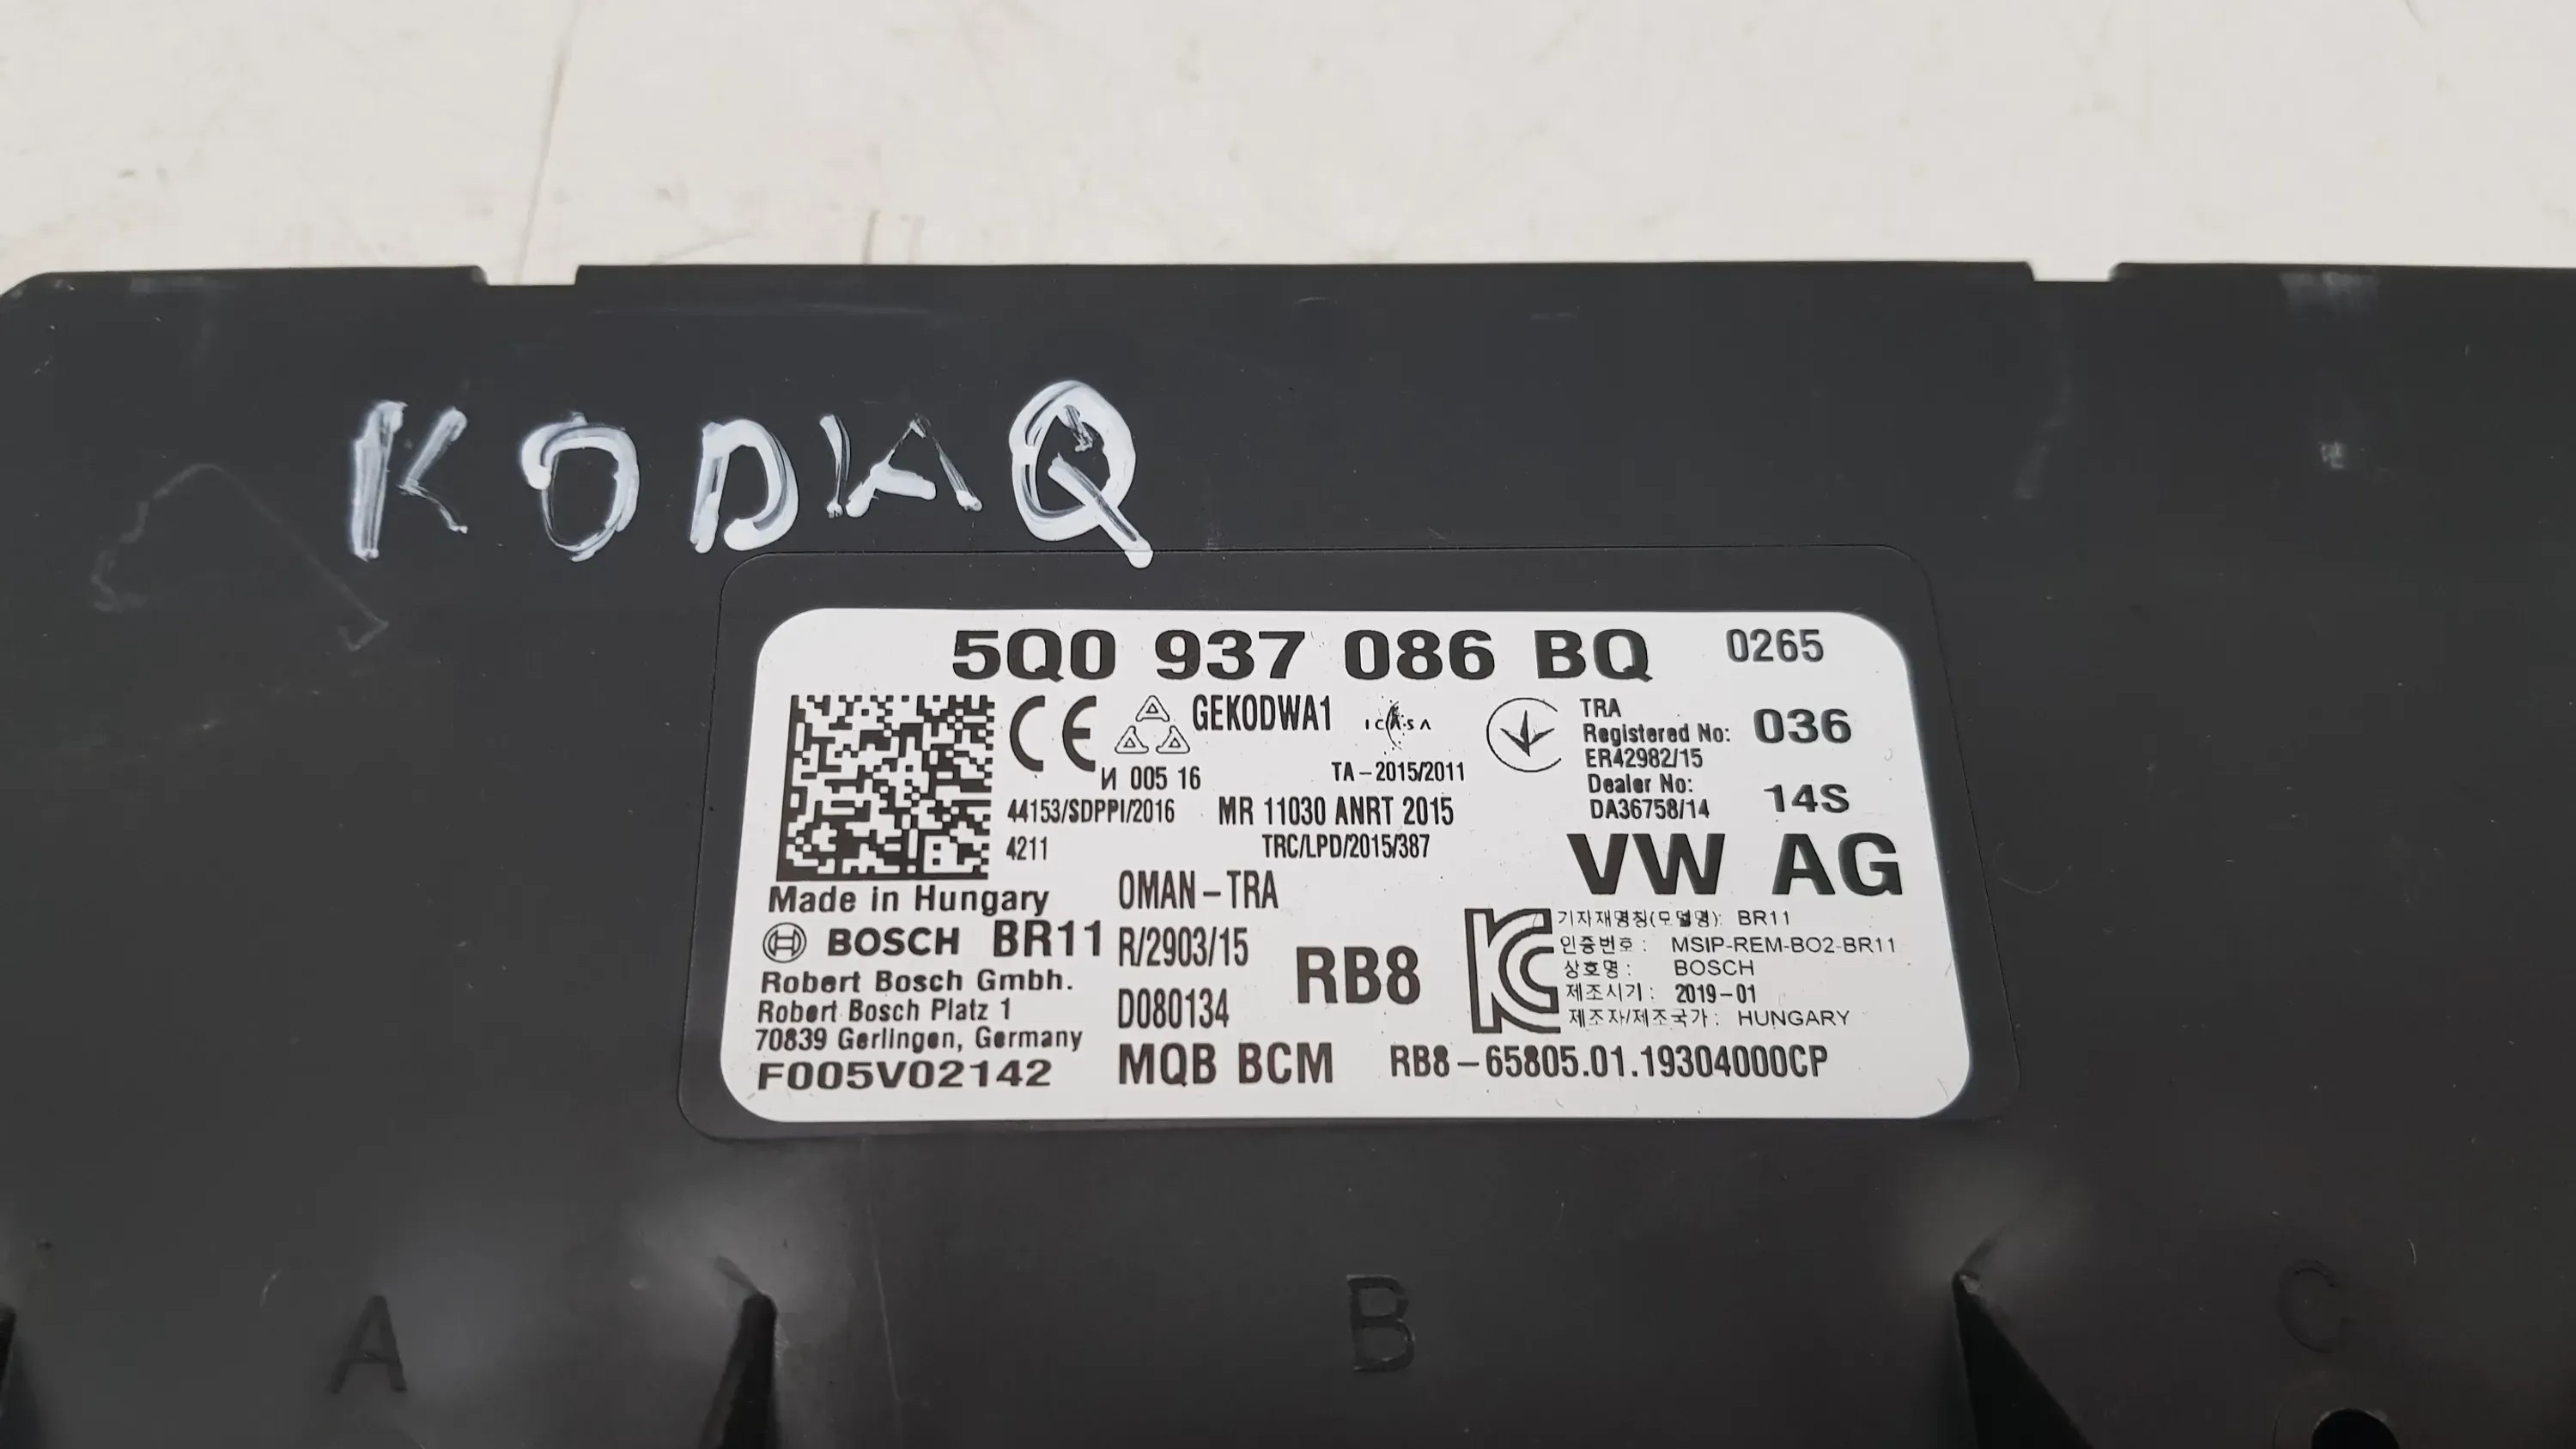 KODIAQ
5Q0 937 086 BQ 0265
CE GEKODWA1 ICASA
TRA
Registered No: 036
ER42982/15
И 005 16 TA-2015/2011
Dealer No: 14S
DA36758/14
44153/SDPPI/2016 MR 11030 ANRT 2015
4211 TRC/LPD/2015/387
VW AG
Made in Hungary OMAN-TRA
BOSCH BR11 R/2903/15
Robert Bosch Gmbh.
Robert Bosch Platz 1 D080134
70839 Gerlingen, Germany
F005V02142 MQB BCM
RB8
기자재명칭(모델명): BR11
인증번호: MSIP-REM-BO2-BR11
상호명: BOSCH
제조시기: 2019-01
제조자/제조국가: HUNGARY
RB8-65805.01.19304000CP
A B C